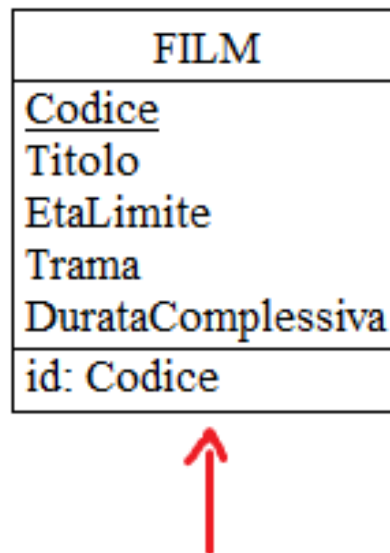 FILM
Codice
Titolo
EtaLimite
Trama
DurataComplessiva
id: Codice